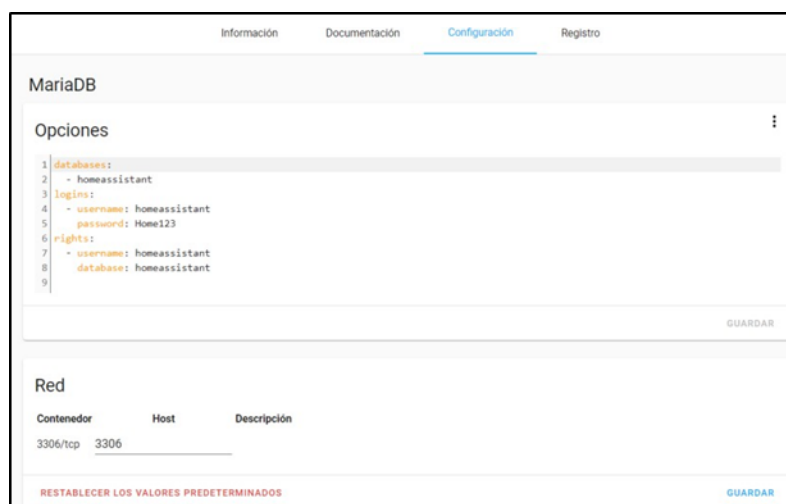 Información Documentación Configuración Registro
MariaDB
Opciones
1 databases:
2   - homeassistant
3 logins:
4   - username: homeassistant
5     password: Home123
6 rights:
7   - username: homeassistant
8     database: homeassistant
9
GUARDAR
Red
Contenedor Host Descripción
3306/tcp 3306
RESTABLECER LOS VALORES PREDETERMINADOS GUARDAR